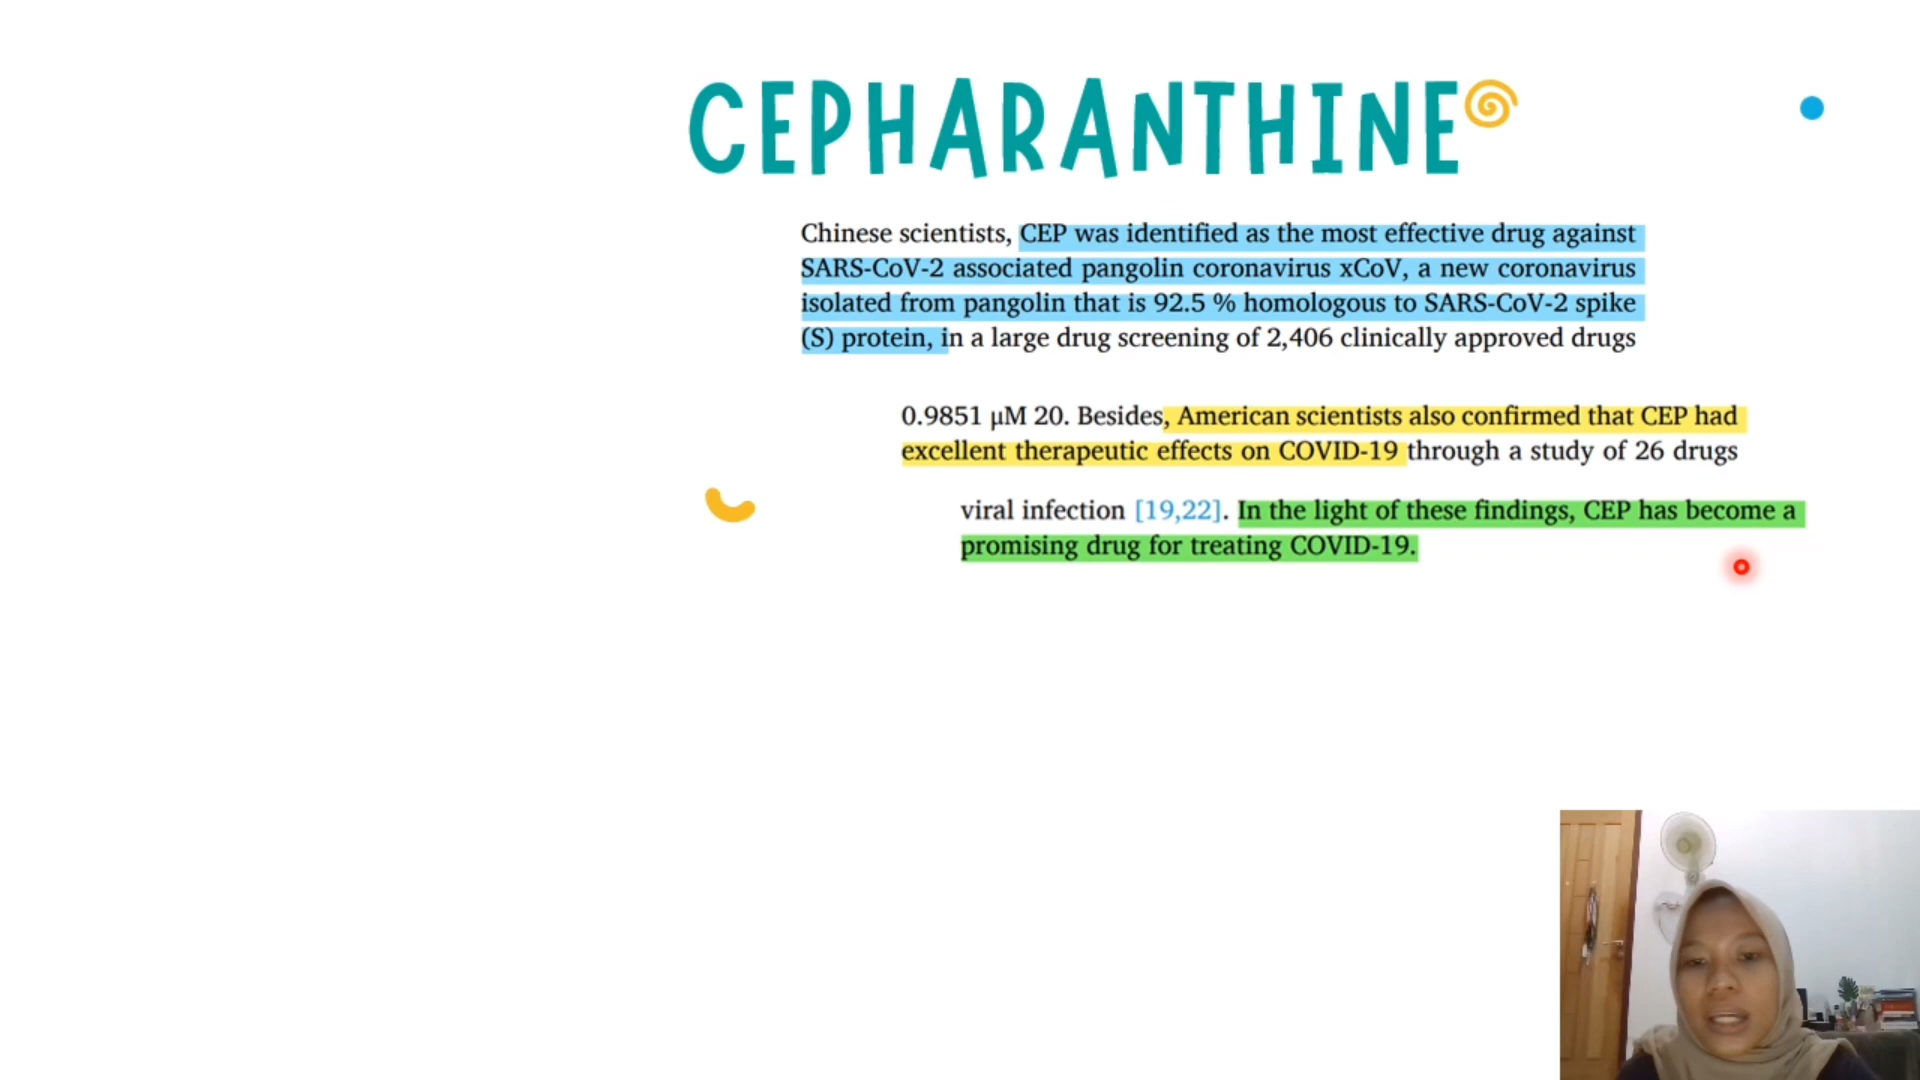 CEPHARANTHINE
Chinese scientists, CEP was identified as the most effective drug against
SARS-CoV-2 associated pangolin coronavirus xCoV, a new coronavirus
isolated from pangolin that is 92.5 % homologous to SARS-CoV-2 spike
(S) protein, in a large drug screening of 2,406 clinically approved drugs
0.9851 μM 20. Besides, American scientists also confirmed that CEP had
excellent therapeutic effects on COVID-19 through a study of 26 drugs
viral infection [19,22]. In the light of these findings, CEP has become a
promising drug for treating COVID-19.